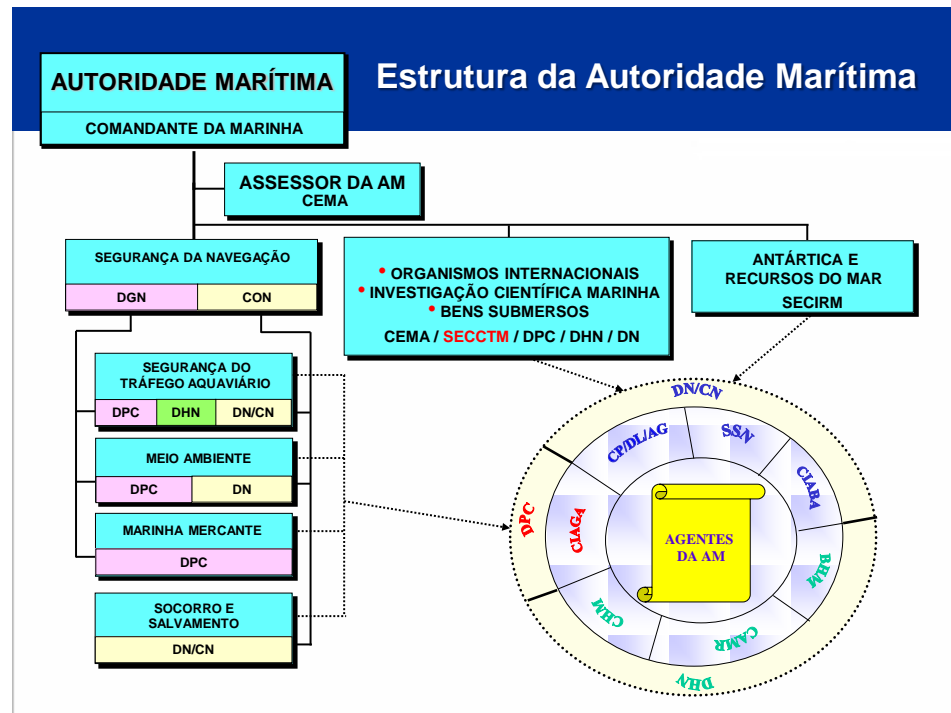 Estrutura da Autoridade Marítima
AUTORIDADE MARÍTIMA
COMANDANTE DA MARINHA
ASSESSOR DA AM
CEMA
SEGURANÇA DA NAVEGAÇÃO
DGN
CON
• ORGANISMOS INTERNACIONAIS
• INVESTIGAÇÃO CIENTÍFICA MARINHA
• BENS SUBMERSOS
CEMA / SECCTM / DPC / DHN / DN
ANTÁRTICA E
RECURSOS DO MAR
SECIRM
SEGURANÇA DO
TRÁFEGO AQUAVIÁRIO
DPC
DHN
DN/CN
MEIO AMBIENTE
DPC
DN
MARINHA MERCANTE
DPC
SOCORRO E
SALVAMENTO
DN/CN
DN/CN
CP/DL/AG
SSN
CIABA
DPC
CIAGA
AGENTES
DA AM
BHM
CHM
CAMR
DHN